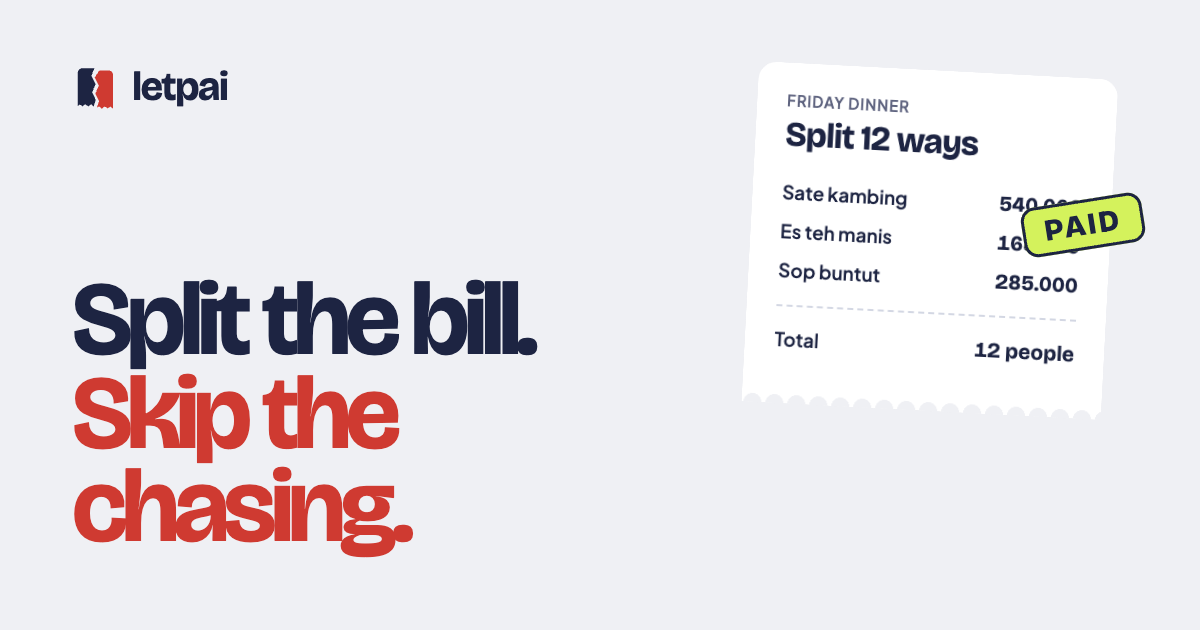 letpai
Split the bill.
Skip the
chasing.
FRIDAY DINNER
Split 12 ways
Sate kambing
Es teh manis
Sop buntut 285.000
PAID
Total 12 people